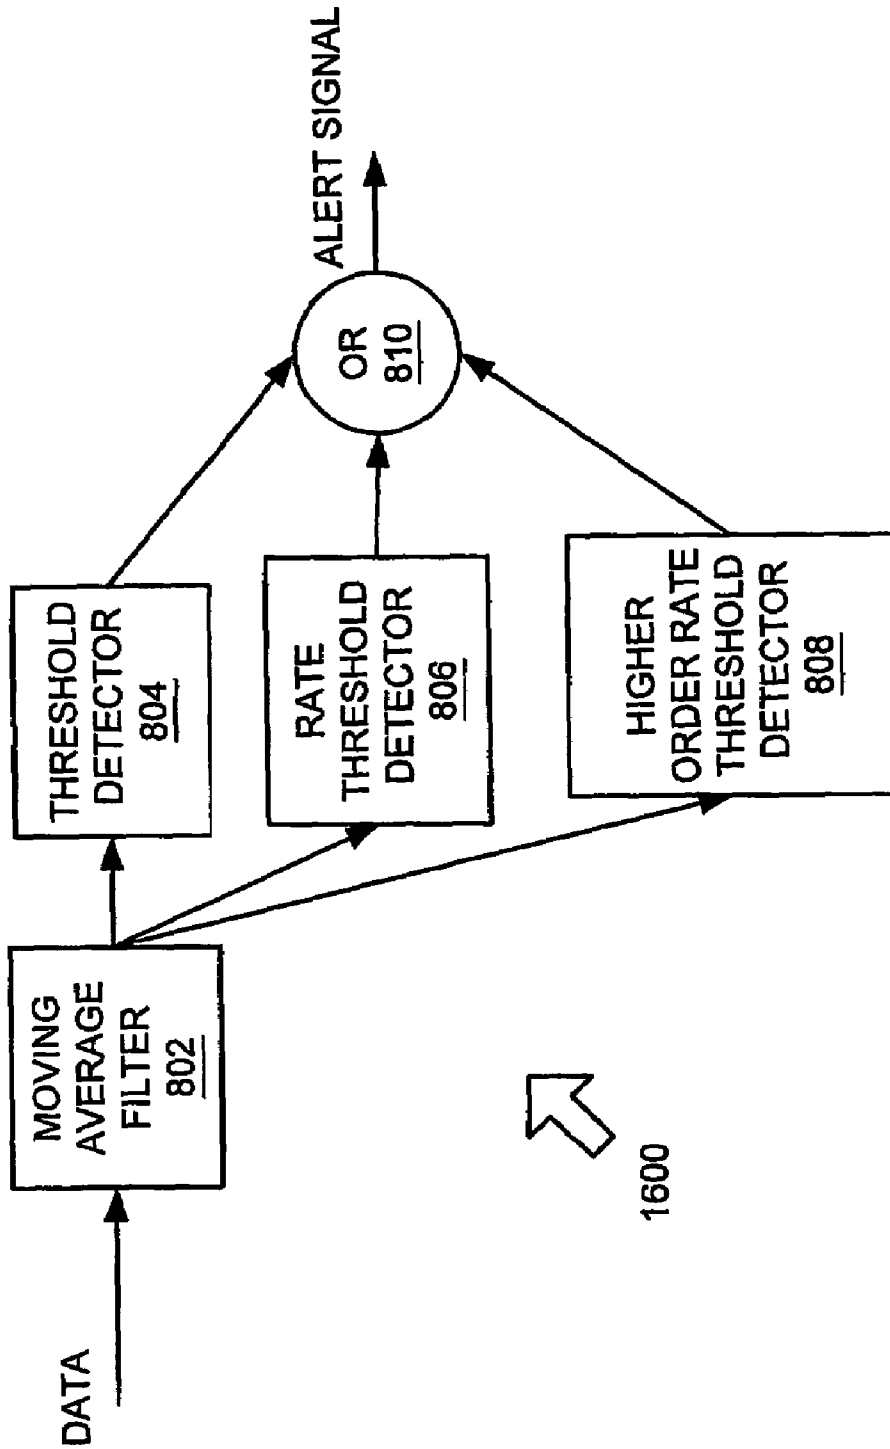 DATA
MOVING
AVERAGE
FILTER
802
THRESHOLD
DETECTOR
804
RATE
THRESHOLD
DETECTOR
806
HIGHER
ORDER RATE
THRESHOLD
DETECTOR
808
OR
810
ALERT SIGNAL
1600